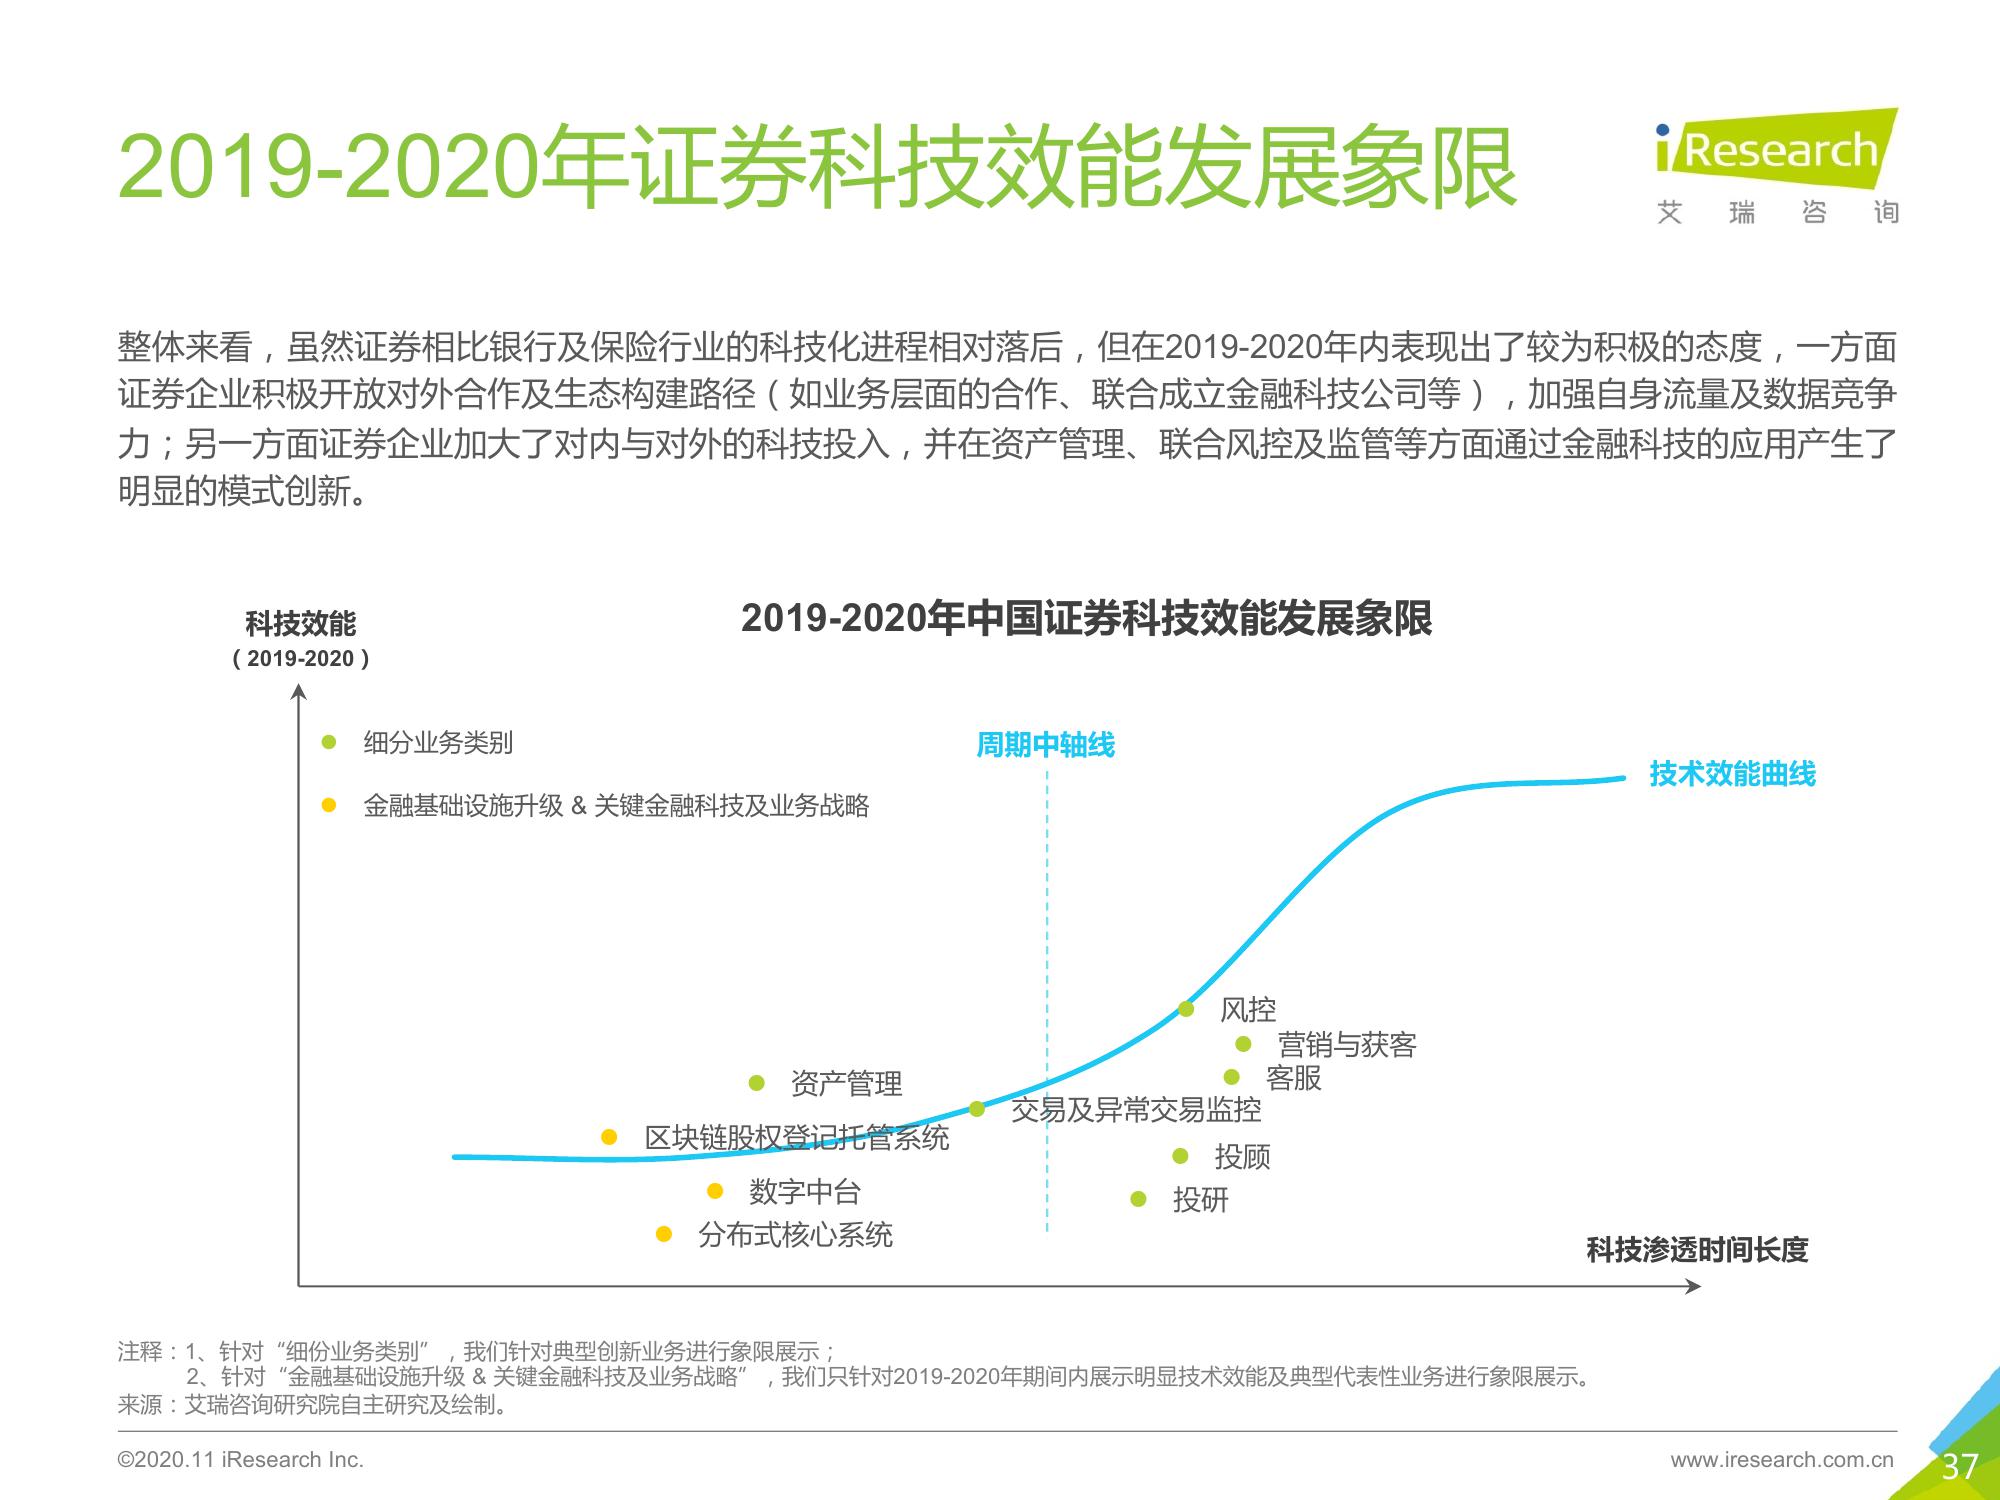 2019-2020年证券科技效能发展象限
iResearch
艾瑞咨询
整体来看，虽然证券相比银行及保险行业的科技化进程相对落后，但在2019-2020年内表现出了较为积极的态度，一方面
证券企业积极开放对外合作及生态构建路径（如业务层面的合作、联合成立金融科技公司等），加强自身流量及数据竞争
力；另一方面证券企业加大了对内与对外的科技投入，并在资产管理、联合风控及监管等方面通过金融科技的应用产生了
明显的模式创新。
2019-2020年中国证券科技效能发展象限
科技效能
（2019-2020）
细分业务类别
周期中轴线
技术效能曲线
金融基础设施升级 & 关键金融科技及业务战略
风控
营销与获客
客服
资产管理
交易及异常交易监控
区块链股权登记托管系统
投顾
数字中台
投研
分布式核心系统
科技渗透时间长度
注释：1、针对“细份业务类别”，我们针对典型创新业务进行象限展示；
2、针对“金融基础设施升级 & 关键金融科技及业务战略”，我们只针对2019-2020年期间内展示明显技术效能及典型代表性业务进行象限展示。
来源：艾瑞咨询研究院自主研究及绘制。
©2020.11 iResearch Inc.
www.iresearch.com.cn
37